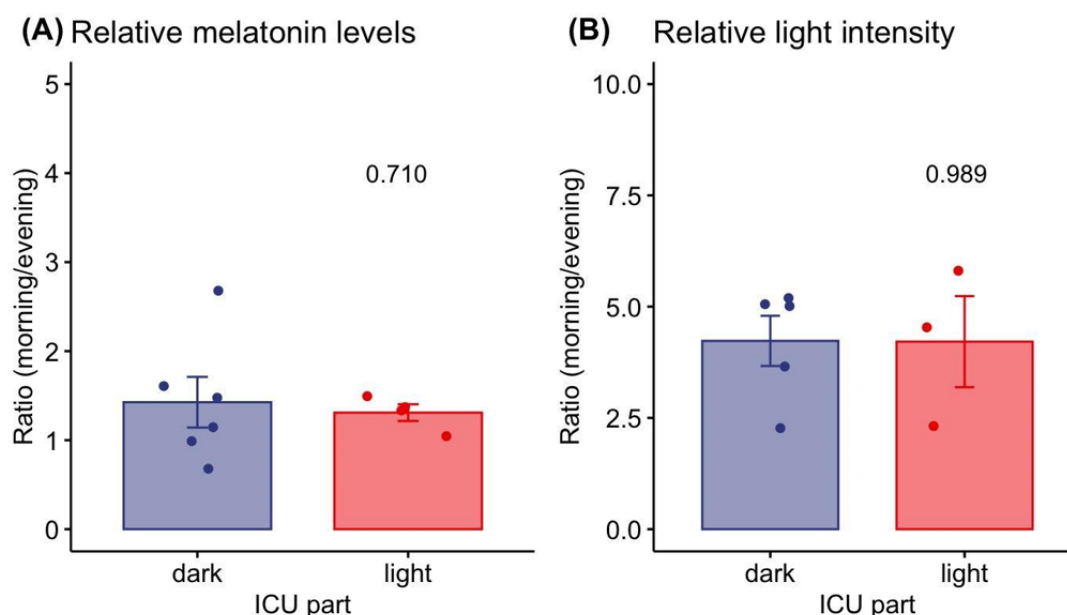 (A) Relative melatonin levels
5
4
3
2
1
0
Ratio (morning/evening)
0.710
dark light
ICU part
(B) Relative light intensity
10.0
7.5
5.0
2.5
0.0
Ratio (morning/evening)
0.989
dark light
ICU part